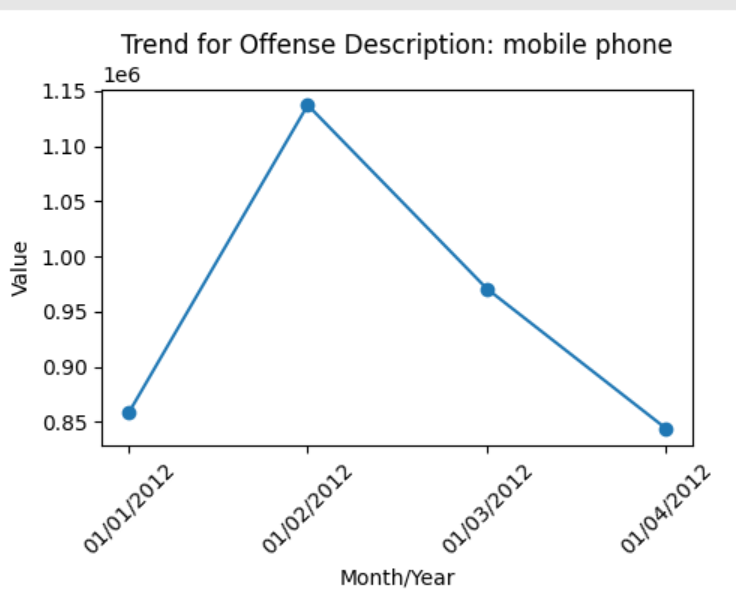 Trend for Offense Description: mobile phone
1e6
1.15
1.10
1.05
1.00
0.95
0.90
0.85
Value
01/01/2012
01/02/2012
01/03/2012
01/04/2012
Month/Year